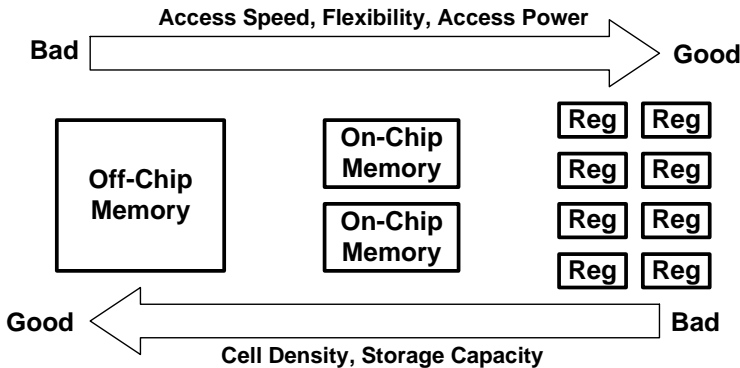 Access Speed, Flexibility, Access Power
Bad
Good
Off-Chip
Memory
On-Chip
Memory
On-Chip
Memory
Reg Reg
Reg Reg
Reg Reg
Reg Reg
Good
Bad
Cell Density, Storage Capacity